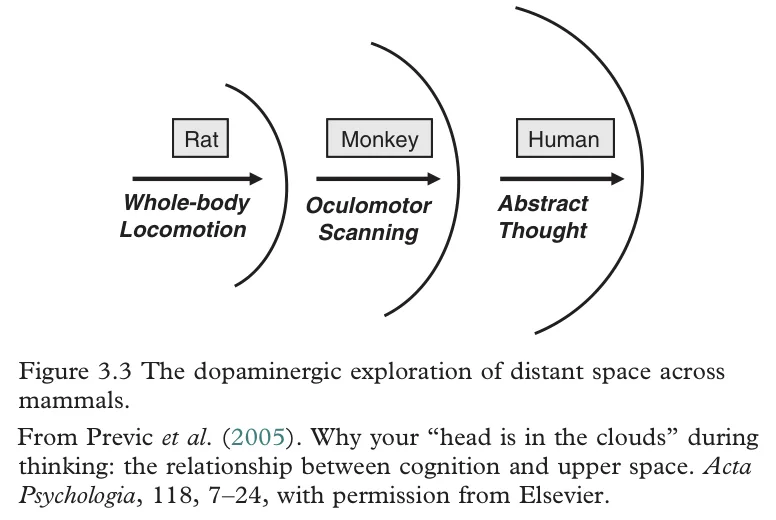 Rat
Monkey
Human
Whole-body
Locomotion
Oculomotor
Scanning
Abstract
Thought
Figure 3.3 The dopaminergic exploration of distant space across
mammals.
From Previc et al. (2005). Why your “head is in the clouds” during
thinking: the relationship between cognition and upper space. Acta
Psychologia, 118, 7–24, with permission from Elsevier.